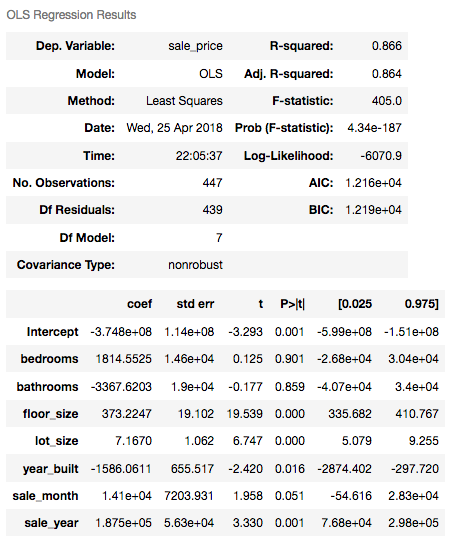 OLS Regression Results
Dep. Variable: sale_price R-squared: 0.866
Model: OLS Adj. R-squared: 0.864
Method: Least Squares F-statistic: 405.0
Date: Wed, 25 Apr 2018 Prob (F-statistic): 4.34e-187
Time: 22:05:37 Log-Likelihood: -6070.9
No. Observations: 447 AIC: 1.216e+04
Df Residuals: 439 BIC: 1.219e+04
Df Model: 7
Covariance Type: nonrobust
coef std err t P>|t| [0.025 0.975]
Intercept -3.748e+08 1.14e+08 -3.293 0.001 -5.99e+08 -1.51e+08
bedrooms 1814.5525 1.46e+04 0.125 0.901 -2.68e+04 3.04e+04
bathrooms -3367.6203 1.9e+04 -0.177 0.859 -4.07e+04 3.4e+04
floor_size 373.2247 19.102 19.539 0.000 335.682 410.767
lot_size 7.1670 1.062 6.747 0.000 5.079 9.255
year_built -1586.0611 655.517 -2.420 0.016 -2874.402 -297.720
sale_month 1.41e+04 7203.931 1.958 0.051 -54.616 2.83e+04
sale_year 1.875e+05 5.63e+04 3.330 0.001 7.68e+04 2.98e+05